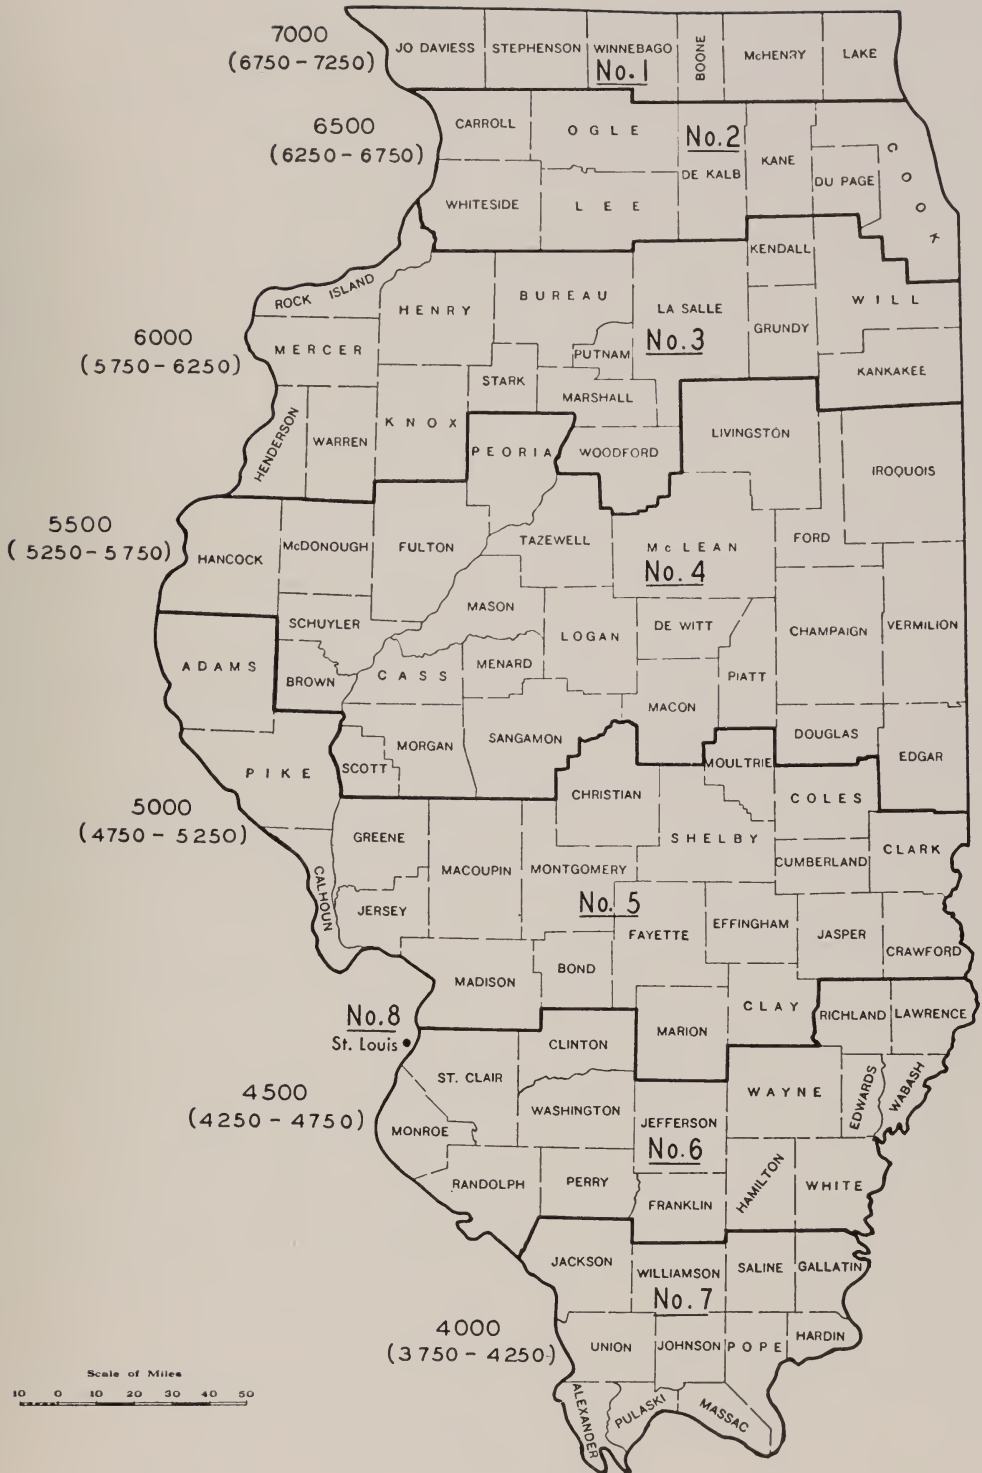 7000
(6750 – 7250)
JO DAVIESS
STEPHENSON
WINNEBAGO
No. 1
BOONE
McHENRY
LAKE
6500
(6250 – 6750)
CARROLL
OGLE
No. 2
DE KALB
KANE
DU PAGE
COOK
WHITESIDE
LEE
ROCK ISLAND
HENRY
BUREAU
LA SALLE
No. 3
KENDALL
GRUNDY
WILL
KANKAKEE
6000
(5750 – 6250)
MERCER
PUTNAM
STARK
MARSHALL
HENDERSON
WARREN
KNOX
PEORIA
WOODFORD
LIVINGSTON
IROQUOIS
5500
(5250 – 5750)
HANCOCK
McDONOUGH
FULTON
TAZEWELL
McLEAN
No. 4
FORD
SCHUYLER
MASON
LOGAN
DE WITT
CHAMPAIGN
VERMILION
ADAMS
BROWN
CASS
MENARD
PIATT
MACON
SCOTT
MORGAN
SANGAMON
MOULTRIE
DOUGLAS
EDGAR
PIKE
5000
(4750 – 5250)
CHRISTIAN
SHELBY
COLES
GREENE
MACOUPIN
MONTGOMERY
CUMBERLAND
CLARK
CALHOUN
JERSEY
No. 5
FAYETTE
EFFINGHAM
JASPER
CRAWFORD
MADISON
BOND
CLAY
RICHLAND
LAWRENCE
No. 8
St. Louis
MARION
CLINTON
ST. CLAIR
WAYNE
EDWARDS
WABASH
4500
(4250 – 4750)
MONROE
WASHINGTON
JEFFERSON
No. 6
RANDOLPH
PERRY
FRANKLIN
HAMILTON
WHITE
JACKSON
WILLIAMSON
No. 7
SALINE
GALLATIN
4000
(3750 – 4250)
UNION
JOHNSON
POPE
HARDIN
ALEXANDER
PULASKI
MASSAC
Scale of Miles
10 0 10 20 30 40 50